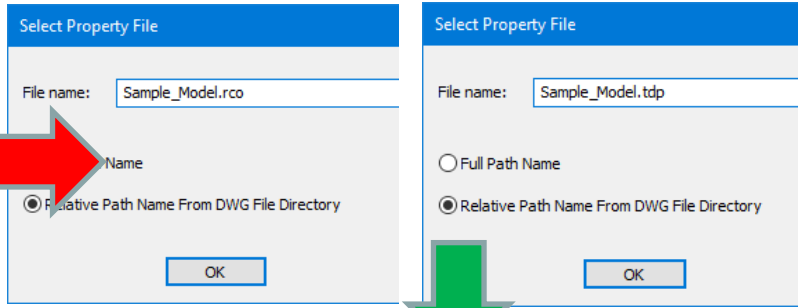 Select Property File
File name: Sample_Model.rco
Name
Relative Path Name From DWG File Directory
OK
Select Property File
File name: Sample_Model.tdp
Full Path Name
Relative Path Name From DWG File Directory
OK